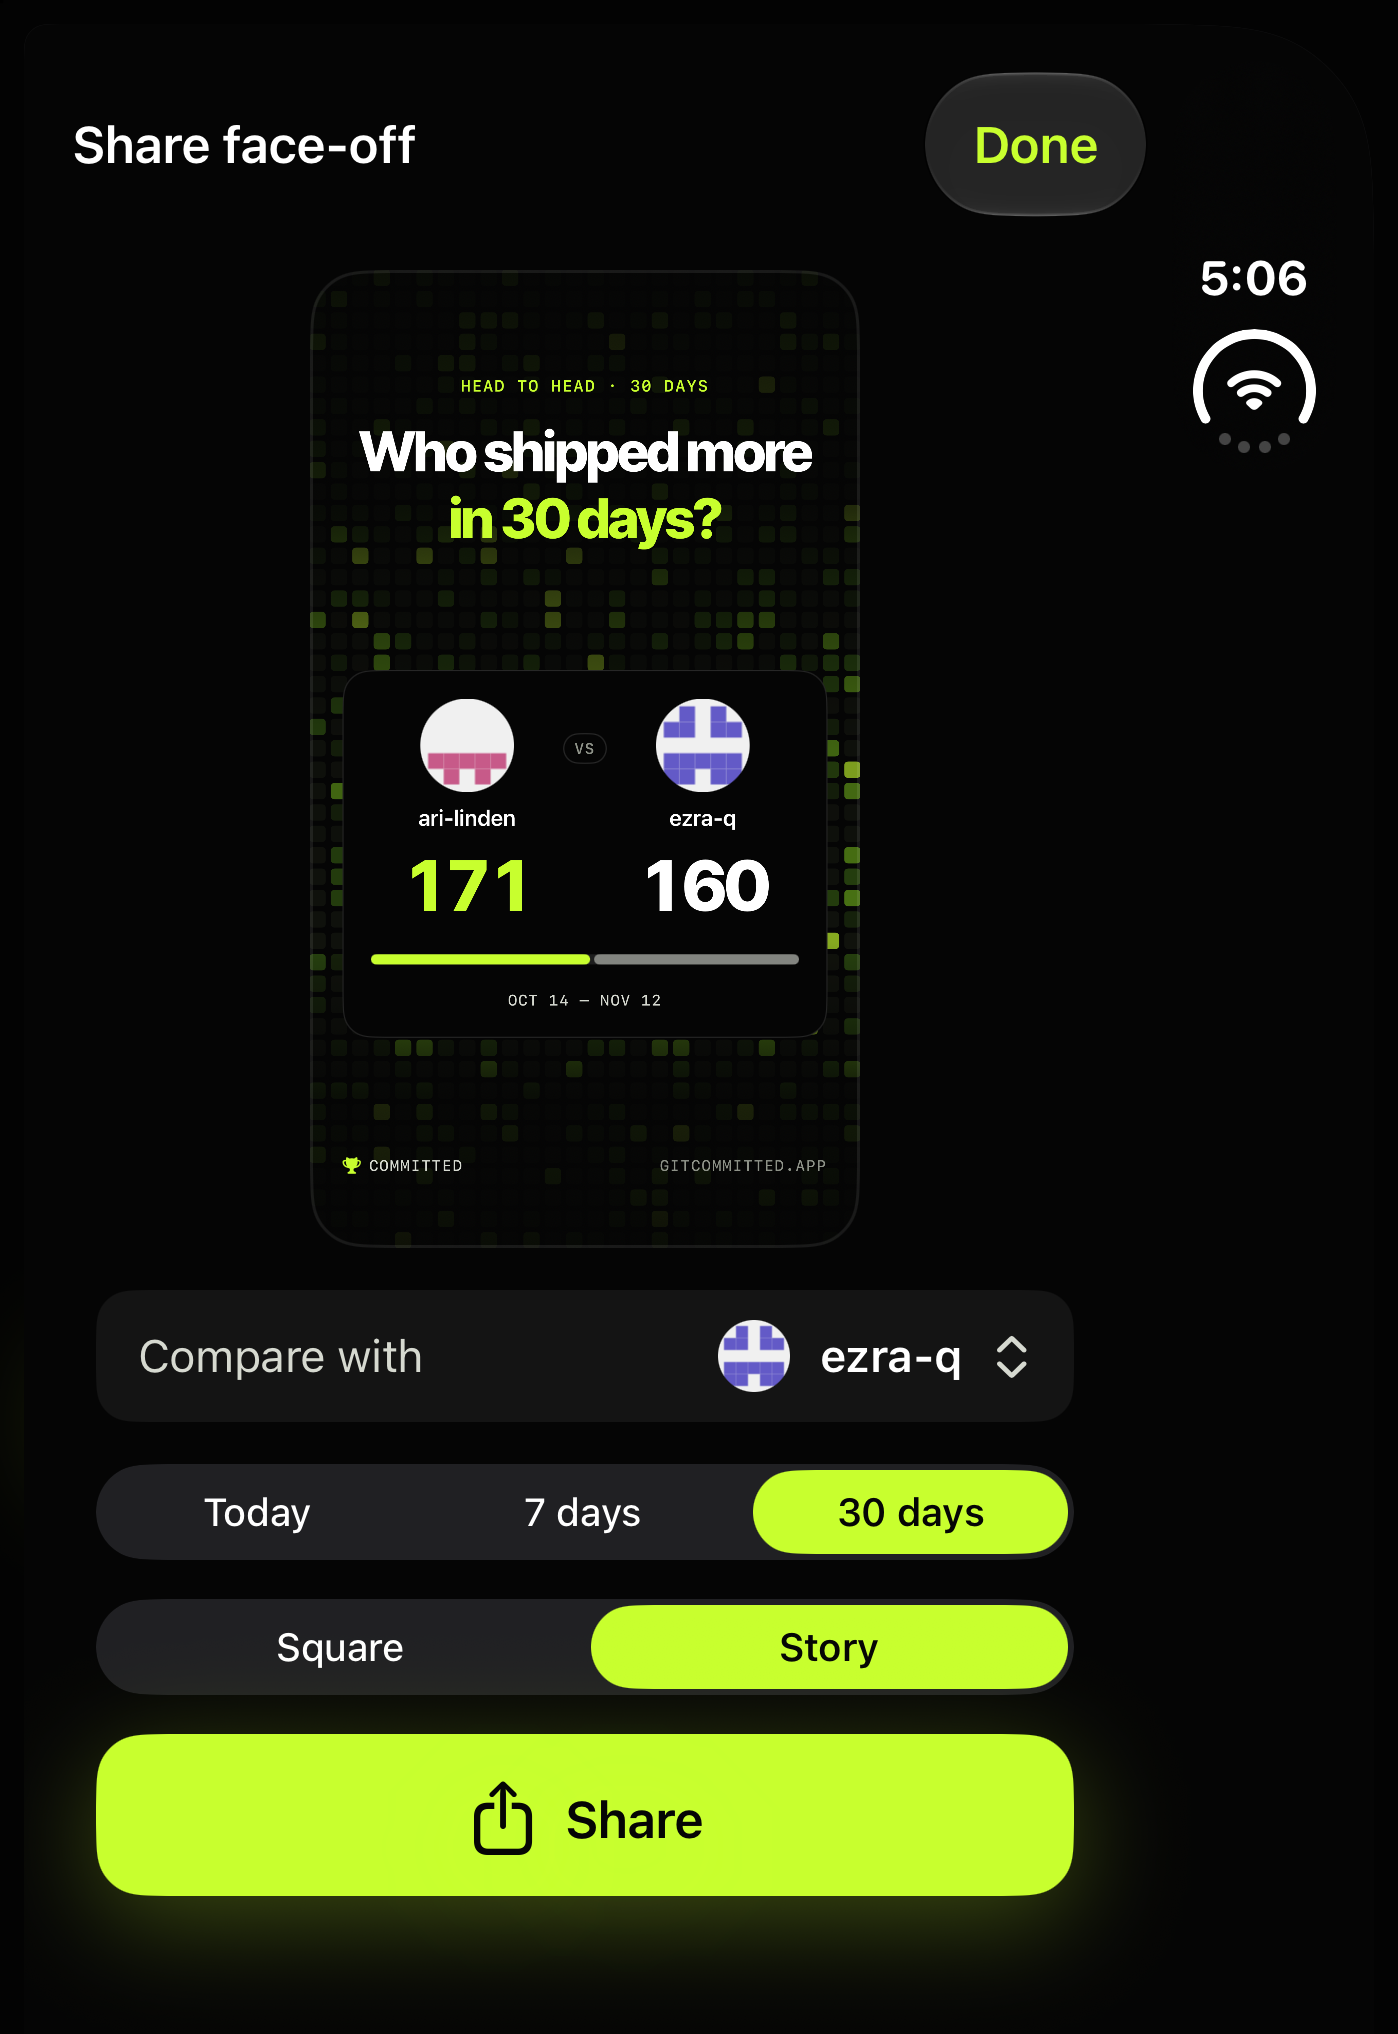 Share face-off
Done
5:06
HEAD TO HEAD · 30 DAYS
Who shipped more
in 30 days?
VS
ari-linden
ezra-q
171
160
OCT 14 — NOV 12
COMMITTED
GITCOMMITTED.APP
Compare with
ezra-q
Today
7 days
30 days
Square
Story
Share